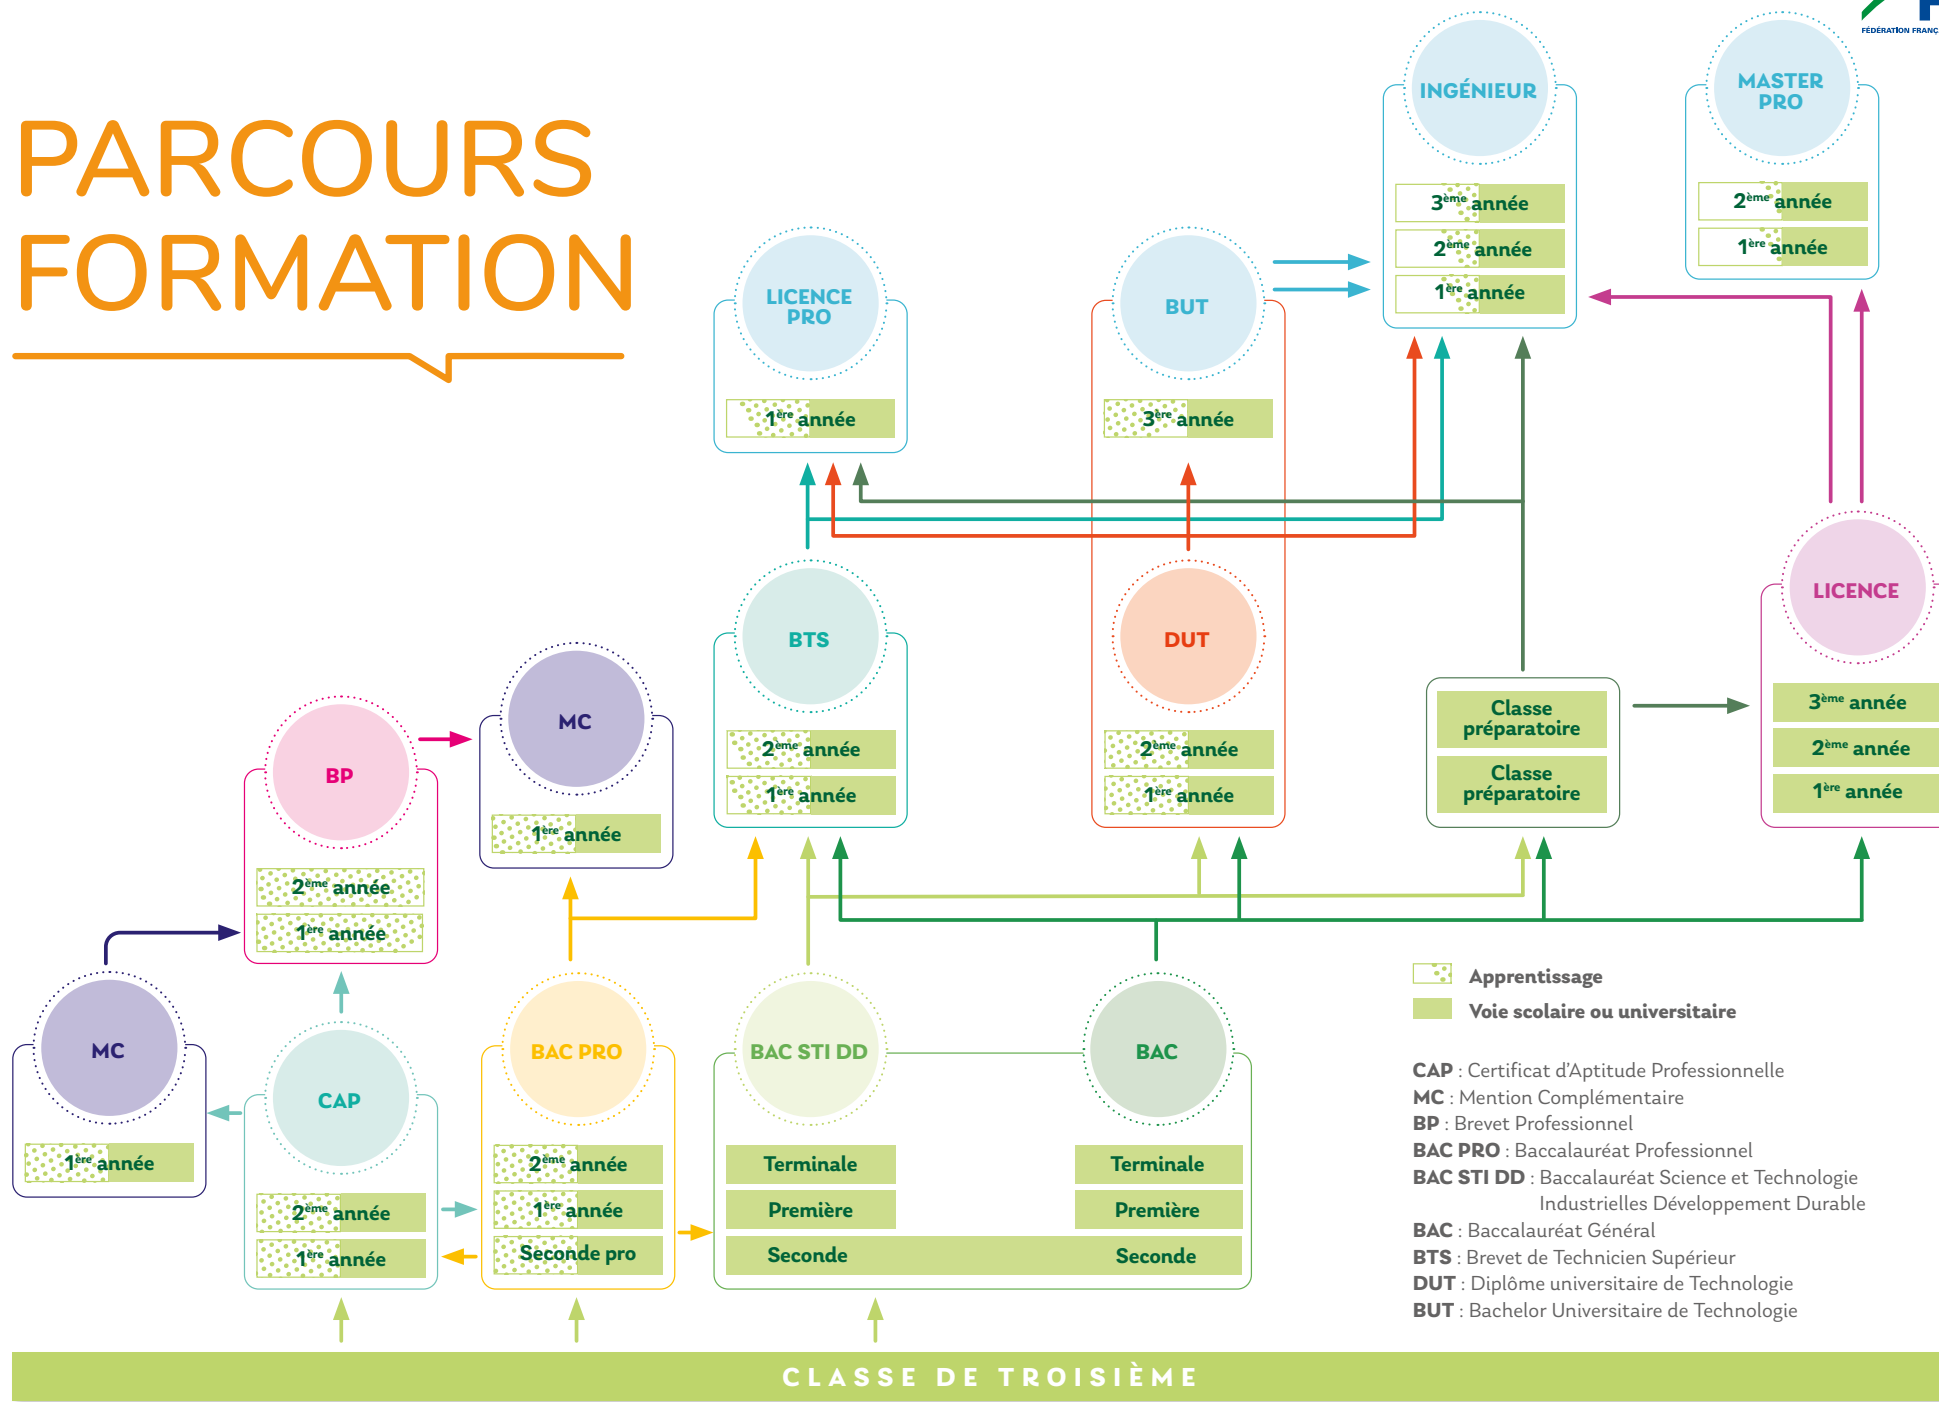 FÉDÉRATION FRANÇ
PARCOURS
FORMATION
INGÉNIEUR
3ème année
2ème année
1ère année
MASTER
PRO
2ème année
1ère année
LICENCE
PRO
1ère année
BUT
3ère année
BTS
2ème année
1ère année
DUT
2ème année
1ère année
Classe
préparatoire
Classe
préparatoire
LICENCE
3ème année
2ème année
1ère année
BP
2ème année
1ère année
MC
1ère année
MC
1ère année
CAP
2ème année
1ère année
BAC PRO
2ème année
1ère année
Seconde pro
BAC STI DD
Terminale
Première
Seconde
BAC
Terminale
Première
Seconde
Apprentissage
Voie scolaire ou universitaire
CAP : Certificat d'Aptitude Professionnelle
MC : Mention Complémentaire
BP : Brevet Professionnel
BAC PRO : Baccalauréat Professionnel
BAC STI DD : Baccalauréat Science et Technologie
Industrielles Développement Durable
BAC : Baccalauréat Général
BTS : Brevet de Technicien Supérieur
DUT : Diplôme universitaire de Technologie
BUT : Bachelor Universitaire de Technologie
CLASSE DE TROISIÈME